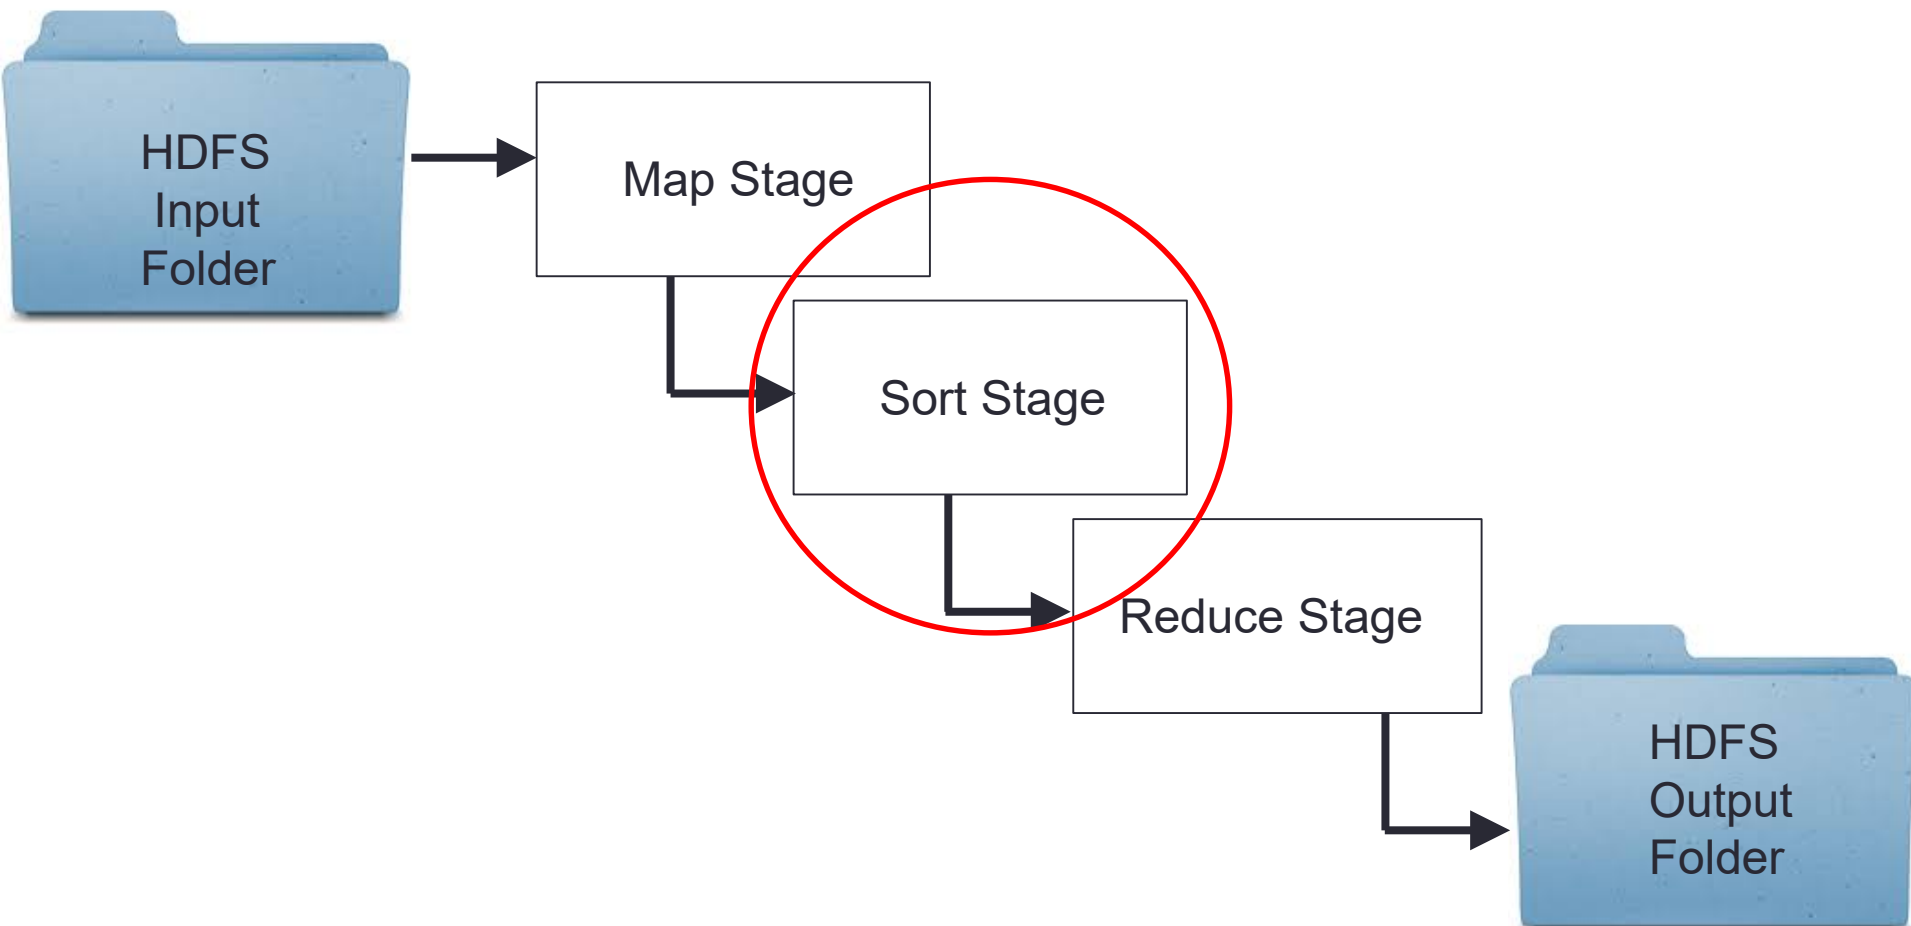 HDFS
Input
Folder
Map Stage
Sort Stage
Reduce Stage
HDFS
Output
Folder